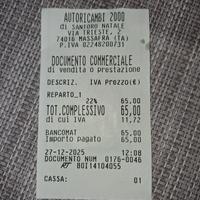 AUTORICAMBI 2000
di SANTORO NATALE
VIA TRIESTE, 2
74016 MASSAFRA (TA)
P.IVA 02248200731
DOCUMENTO COMMERCIALE
di vendita o prestazione
DESCRIZ. IVA Prezzo(€)
REPARTO_1
22% 65,00
TOT.COMPLESSIVO 65,00
di cui IVA 11,72
BANCOMAT 65,00
Importo pagato 65,00
27-12-2025 12:08
DOCUMENTO NUM 0176-0046
RT 80I14104055
CASSA: 01